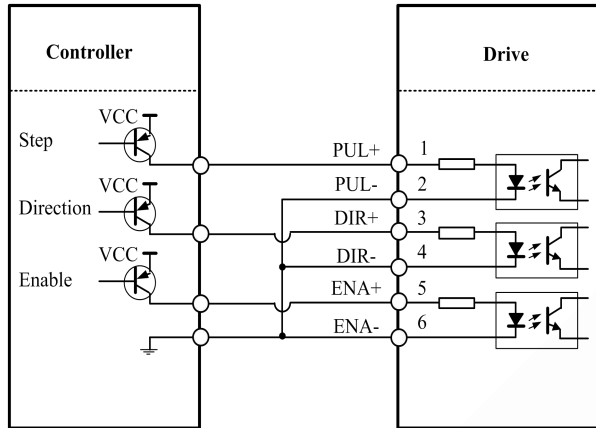 Controller
Drive
VCC
Step
PUL+ 1
VCC
PUL- 2
Direction
DIR+ 3
VCC
DIR- 4
Enable
ENA+ 5
ENA- 6